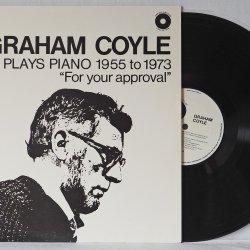 GRAHAM COYLE
PLAYS PIANO 1955 to 1973
"For your approval"
GRAHAM
COYLE